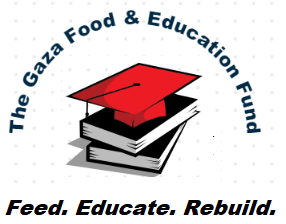 The Gaza Food & Education Fund
Feed. Educate. Rebuild.